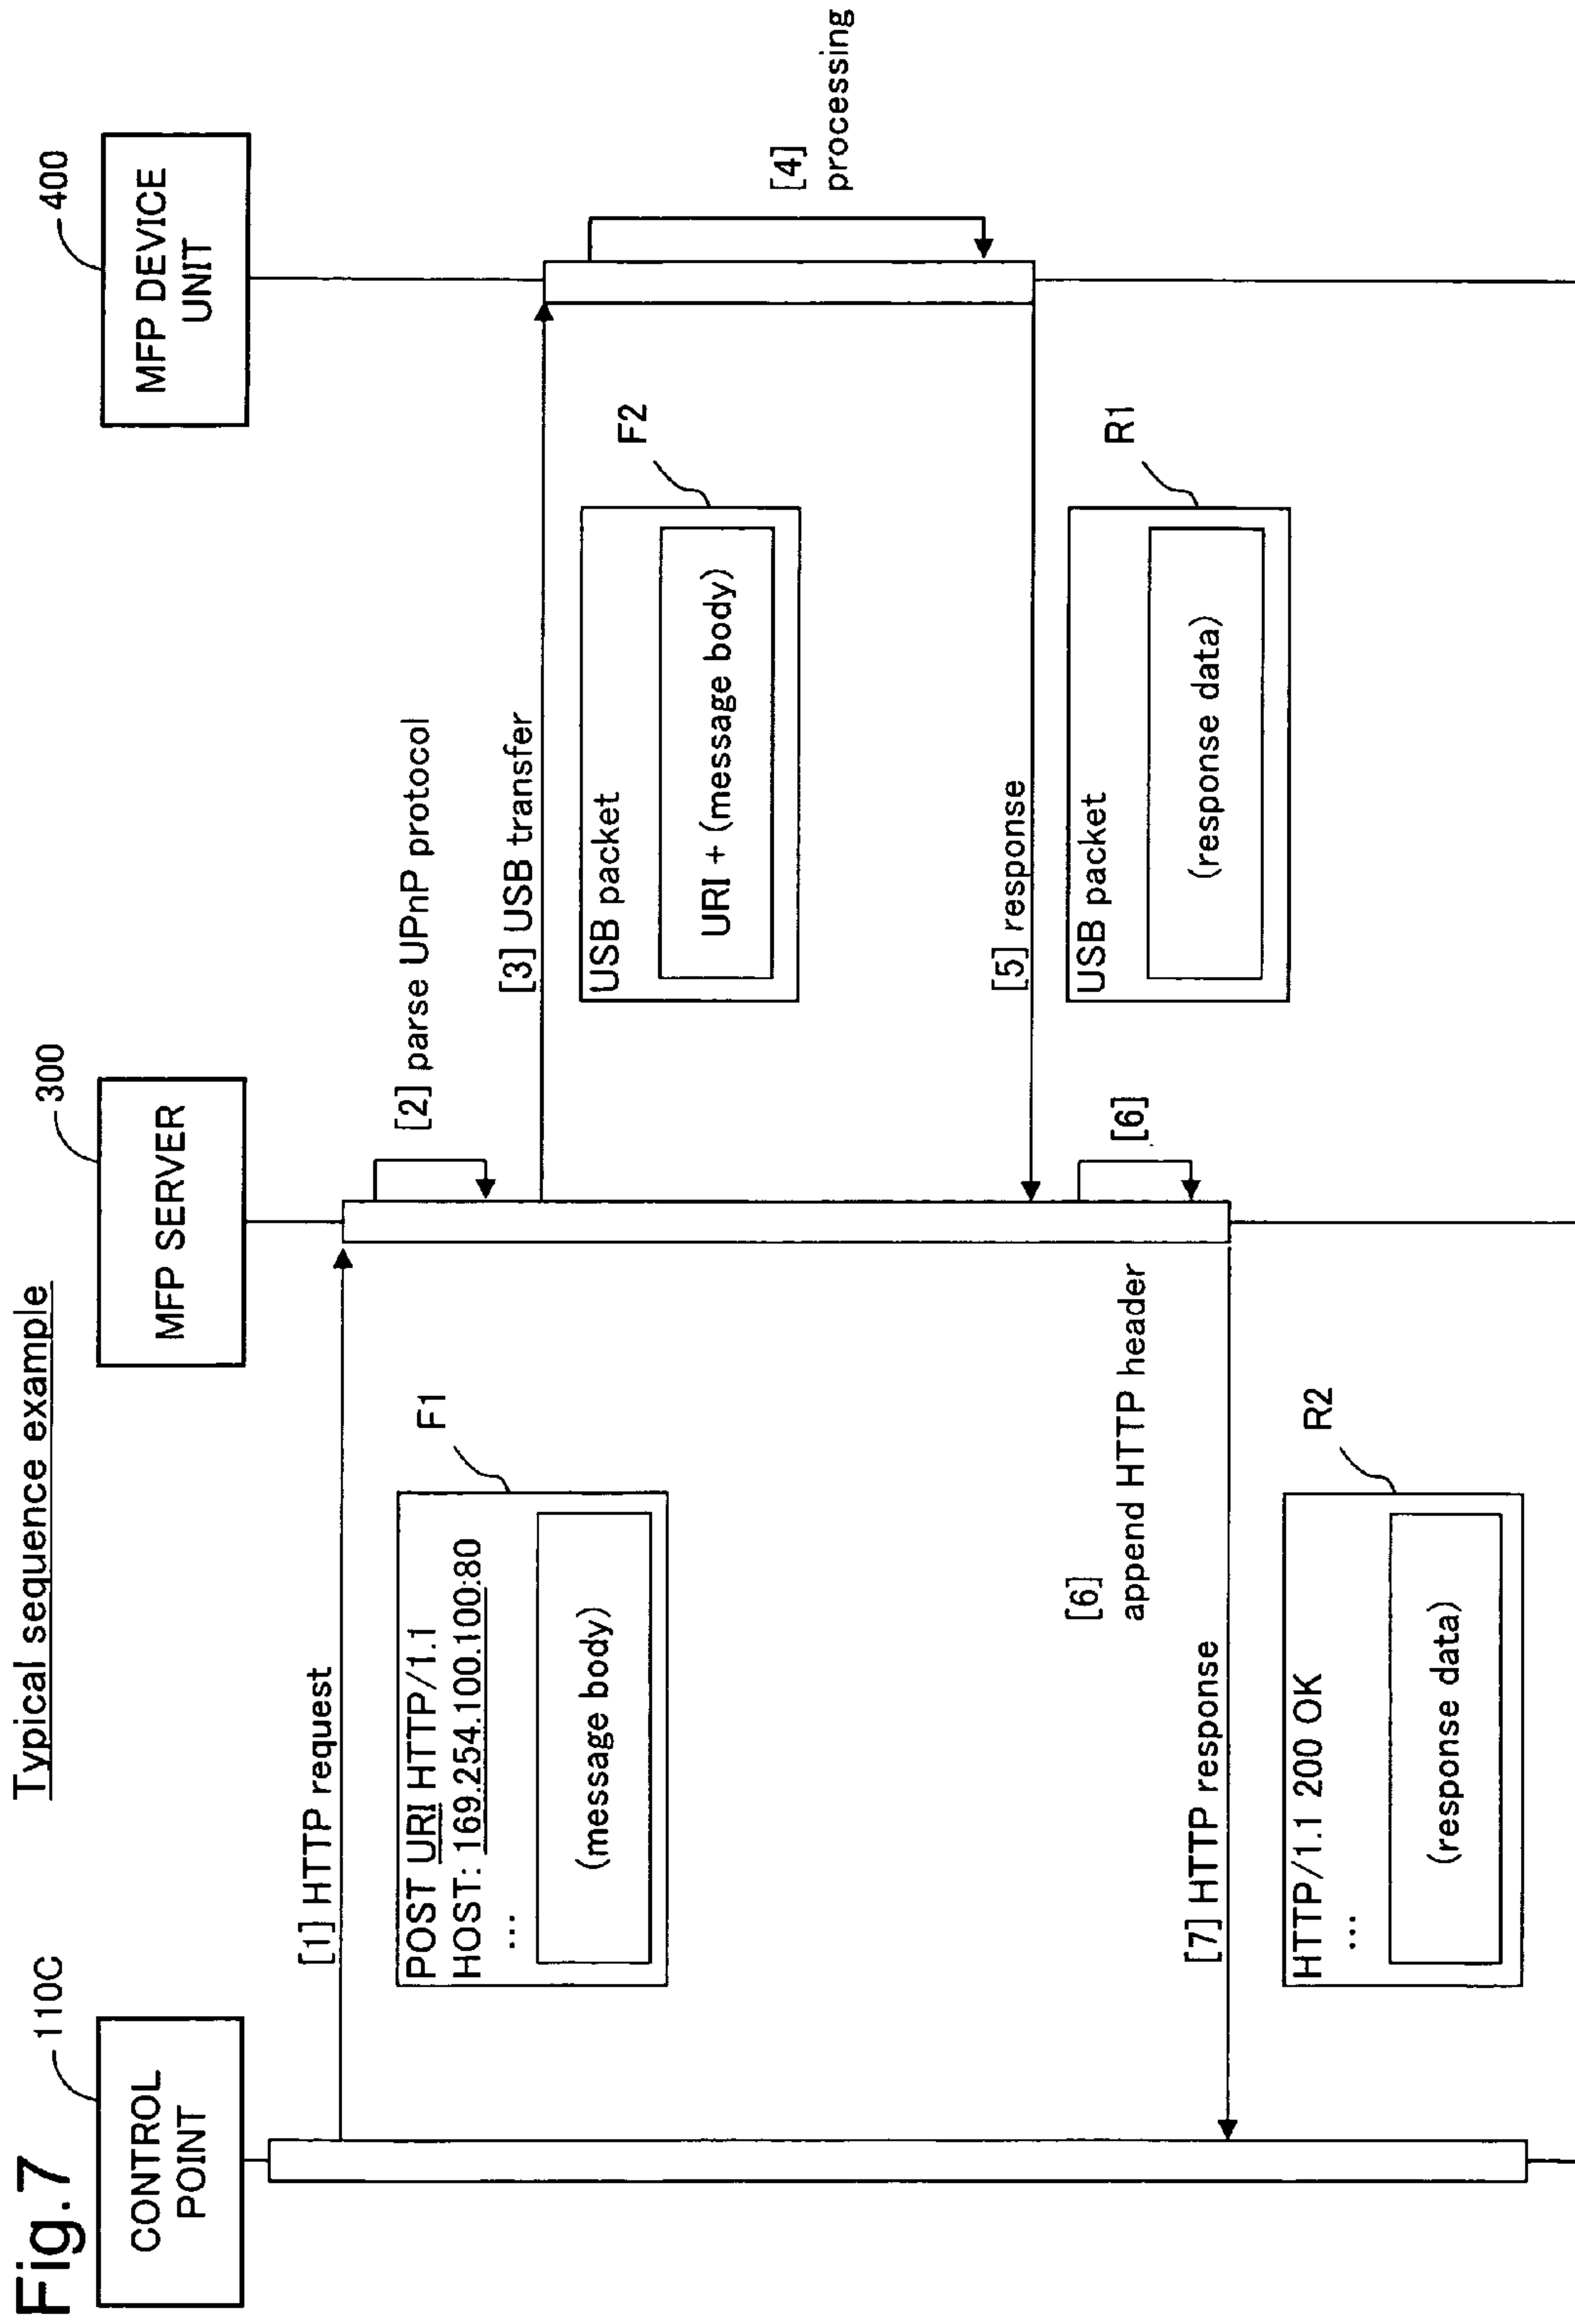 Fig.7
Typical sequence example
110C
CONTROL
POINT
300
MFP SERVER
400
MFP DEVICE
UNIT
[1] HTTP request
F1
POST URI HTTP/1.1
HOST: 169.254.100.100:80
...
(message body)
[2] parse UPnP protocol
[3] USB transfer
F2
USB packet
URI + (message body)
[4]
processing
[5] response
R1
USB packet
(response data)
[6]
[6]
append HTTP header
[7] HTTP response
R2
HTTP/1.1 200 OK
...
(response data)